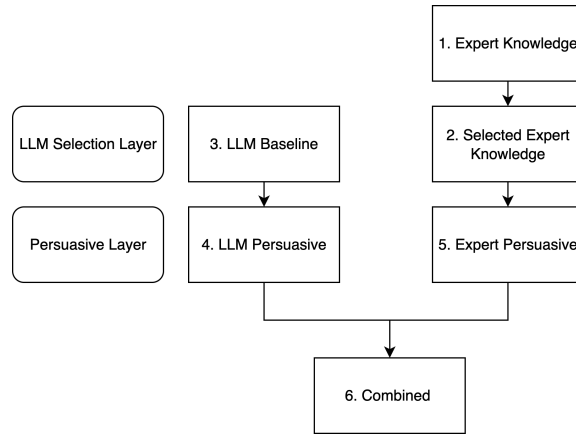 1. Expert Knowledge
LLM Selection Layer
3. LLM Baseline
2. Selected Expert
Knowledge
Persuasive Layer
4. LLM Persuasive
5. Expert Persuasive
6. Combined